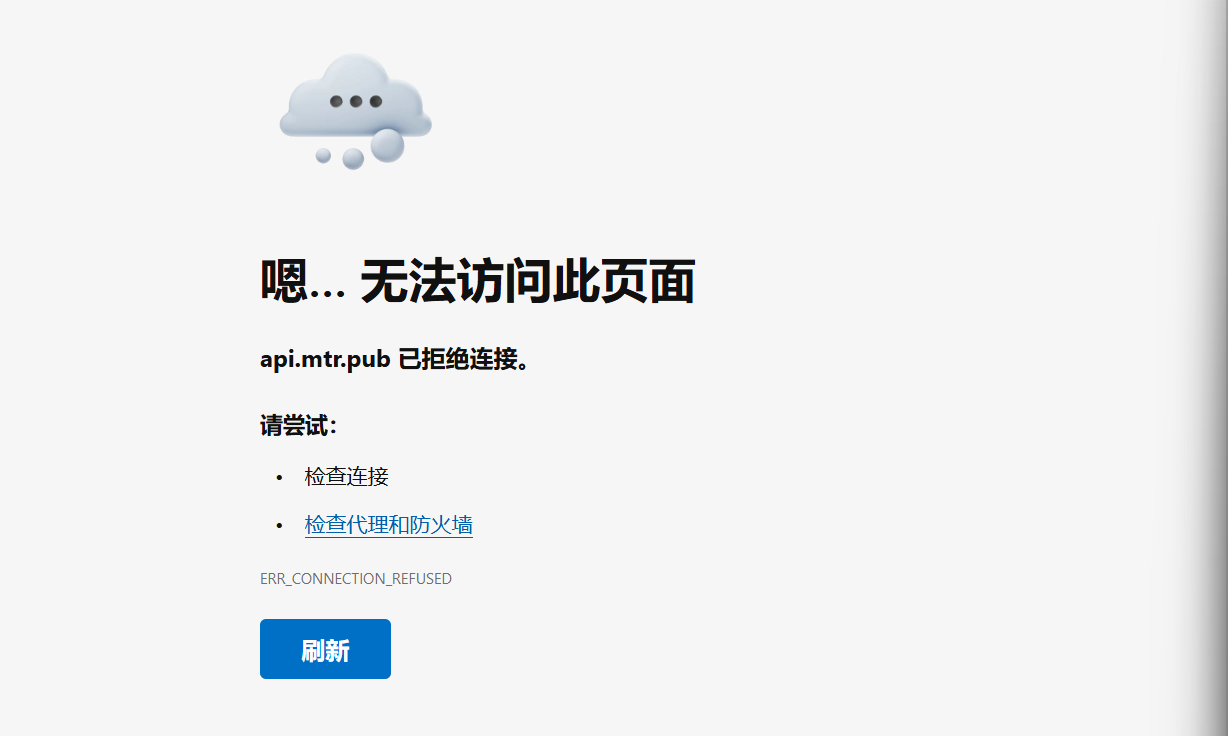 嗯… 无法访问此页面
api.mtr.pub 已拒绝连接。
请尝试：
• 检查连接
• 检查代理和防火墙
ERR_CONNECTION_REFUSED
刷新